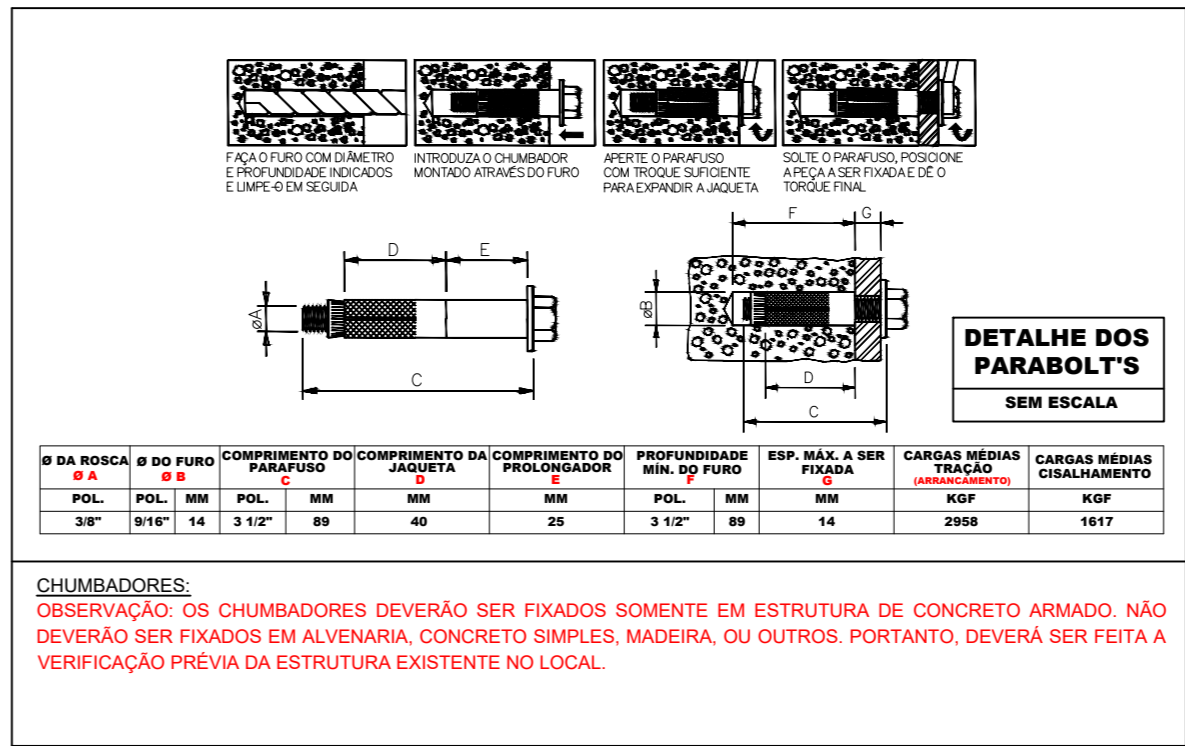 FAÇA O FURO COM DIÂMETRO
E PROFUNDIDADE INDICADOS
E LIMPE-O EM SEGUIDA
INTRODUZA O CHUMBADOR
MONTADO ATRAVÉS DO FURO
APERTE O PARAFUSO
COM TROQUE SUFICIENTE
PARA EXPANDIR A JAQUETA
SOLTE O PARAFUSO, POSICIONE
A PEÇA A SER FIXADA E DÊ O
TORQUE FINAL
D
E
øA
C
F
G
øB
D
C
DETALHE DOS
PARABOLT'S
SEM ESCALA
Ø DA ROSCA
Ø A
Ø DO FURO
Ø B
COMPRIMENTO DO
PARAFUSO
C
COMPRIMENTO DA
JAQUETA
D
COMPRIMENTO DO
PROLONGADOR
E
PROFUNDIDADE
MÍN. DO FURO
F
ESP. MÁX. A SER
FIXADA
G
CARGAS MÉDIAS
TRAÇÃO
(ARRANCAMENTO)
CARGAS MÉDIAS
CISALHAMENTO
POL. POL. MM POL. MM MM MM POL. MM MM KGF KGF
3/8" 9/16" 14 3 1/2" 89 40 25 3 1/2" 89 14 2958 1617
CHUMBADORES:
OBSERVAÇÃO: OS CHUMBADORES DEVERÃO SER FIXADOS SOMENTE EM ESTRUTURA DE CONCRETO ARMADO. NÃO
DEVERÃO SER FIXADOS EM ALVENARIA, CONCRETO SIMPLES, MADEIRA, OU OUTROS. PORTANTO, DEVERÁ SER FEITA A
VERIFICAÇÃO PRÉVIA DA ESTRUTURA EXISTENTE NO LOCAL.